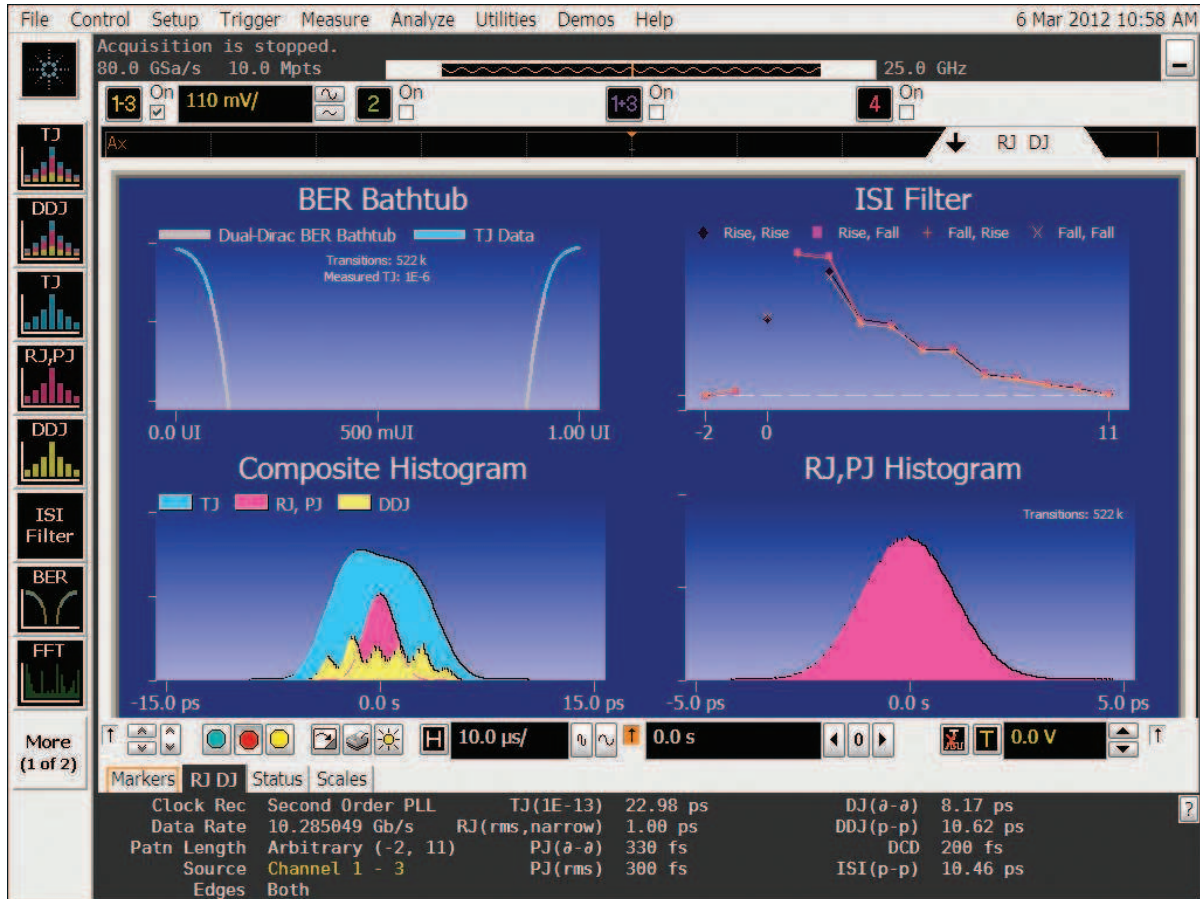 File Control Setup Trigger Measure Analyze Utilities Demos Help 6 Mar 2012 10:58 AM
Acquisition is stopped.
80.0 GSa/s 10.0 Mpts 25.0 GHz
1-3 On 110 mV/ 2 On 1+3 On 4 On
Ax RJ DJ
TJ
DDJ
TJ
RJ,PJ
DDJ
ISI
Filter
BER
FFT
More
(1 of 2)
BER Bathtub
Dual-Dirac BER Bathtub TJ Data
Transitions: 522 k
Measured TJ: 1E-6
0.0 UI 500 mUI 1.00 UI
ISI Filter
Rise, Rise Rise, Fall Fall, Rise Fall, Fall
-2 0 11
Composite Histogram
TJ RJ, PJ DDJ
-15.0 ps 0.0 s 15.0 ps
RJ,PJ Histogram
Transitions: 522 k
-5.0 ps 0.0 s 5.0 ps
H 10.0 µs/ 0.0 s 0 T 0.0 V
Markers RJ DJ Status Scales
Clock Rec Second Order PLL TJ(1E-13) 22.98 ps DJ(∂-∂) 8.17 ps ?
Data Rate 10.285049 Gb/s RJ(rms,narrow) 1.00 ps DDJ(p-p) 10.62 ps
Patn Length Arbitrary (-2, 11) PJ(∂-∂) 330 fs DCD 200 fs
Source Channel 1 - 3 PJ(rms) 300 fs ISI(p-p) 10.46 ps
Edges Both